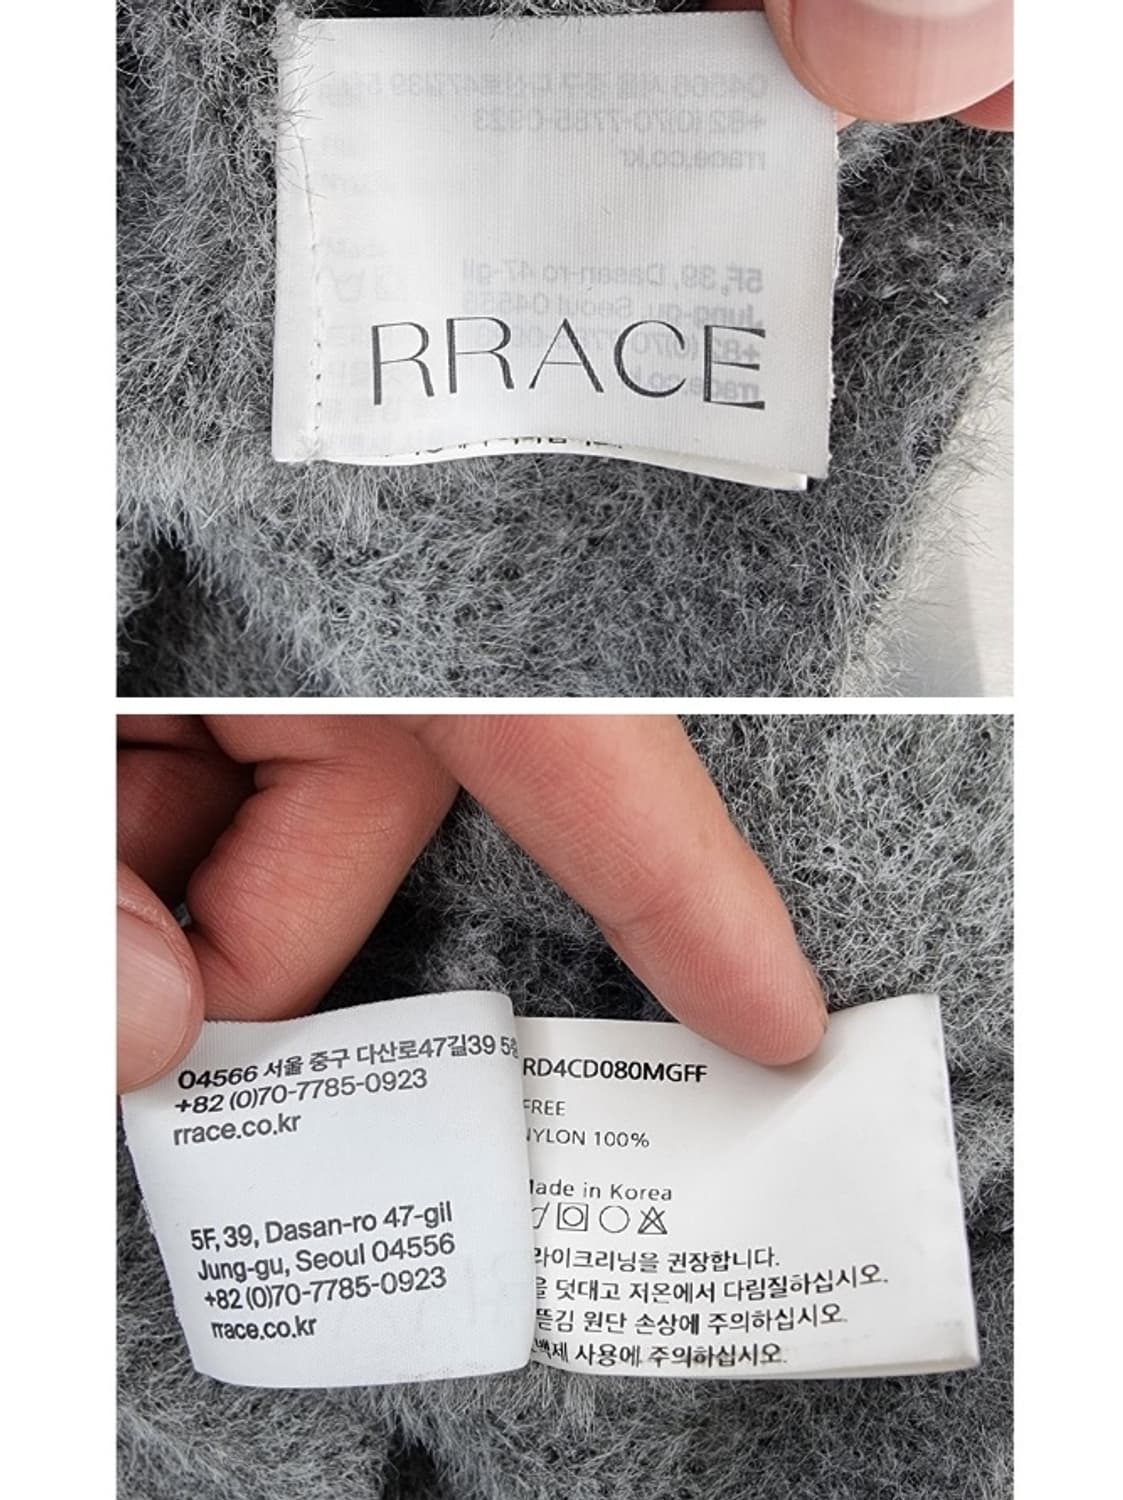 RRACE
04566 서울 중구 다산로47길39
+82 (0)70-7785-0923
rrace.co.kr
5F, 39, Dasan-ro 47-gil
Jung-gu, Seoul 04556
+82 (0)70-7785-0923
rrace.co.kr
RD4CD080MGFF
FREE
NYLON 100%
Made in Korea
라이크리닝을 권장합니다.
을 덧대고 저온에서 다림질하십시오.
뜯김 원단 손상에 주의하십시오.
백제 사용에 주의하십시오.